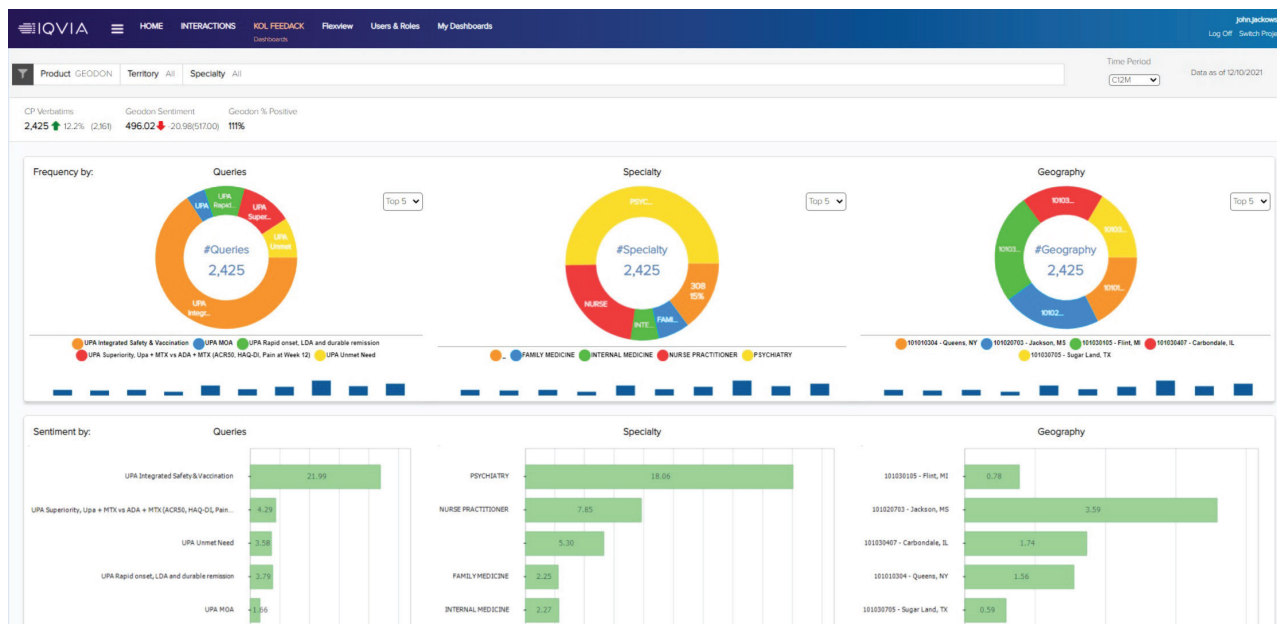 IQVIA
HOME INTERACTIONS KOL FEEDACK Flexview Users & Roles My Dashboards
Dashboards
john.jackows
Log Off Switch Proje
Product GEODON Territory All Specialty All
Time Period
C12M
Data as of 12/10/2021
CP Verbatims Geodon Sentiment Geodon % Positive
2,425 12.2% (2,161) 496.02 -20.98(517.00) 111%
Frequency by: Queries Specialty Geography
Top 5
UPA
UPA Rapid...
UPA Super...
UPA Unmet
UPA Integr...
#Queries
2,425
Top 5
PSYC...
308
15%
FAMI...
INTE...
NURSE
#Specialty
2,425
Top 5
10103...
10103...
10103...
10101...
10102...
#Geography
2,425
UPA Integrated Safety & Vaccination UPA MOA UPA Rapid onset, LDA and durable remission
UPA Superiority, Upa + MTX vs ADA + MTX (ACR50, HAQ-DI, Pain at Week 12) UPA Unmet Need
_ FAMILY MEDICINE INTERNAL MEDICINE NURSE PRACTITIONER PSYCHIATRY
101010304 - Queens, NY 101020703 - Jackson, MS 101030105 - Flint, MI 101030407 - Carbondale, IL
101030705 - Sugar Land, TX
Sentiment by: Queries Specialty Geography
UPA Integrated Safety & Vaccination 21.99
UPA Superiority, Upa + MTX vs ADA + MTX (ACR50, HAQ-DI, Pain... 4.29
UPA Unmet Need 3.58
UPA Rapid onset, LDA and durable remission 3.79
UPA MOA 1.66
PSYCHIATRY 18.06
NURSE PRACTITIONER 7.85
5.30
FAMILY MEDICINE 2.25
INTERNAL MEDICINE 2.27
101030105 - Flint, MI 0.78
101020703 - Jackson, MS 3.59
101030407 - Carbondale, IL 1.74
101010304 - Queens, NY 1.56
101030705 - Sugar Land, TX 0.59